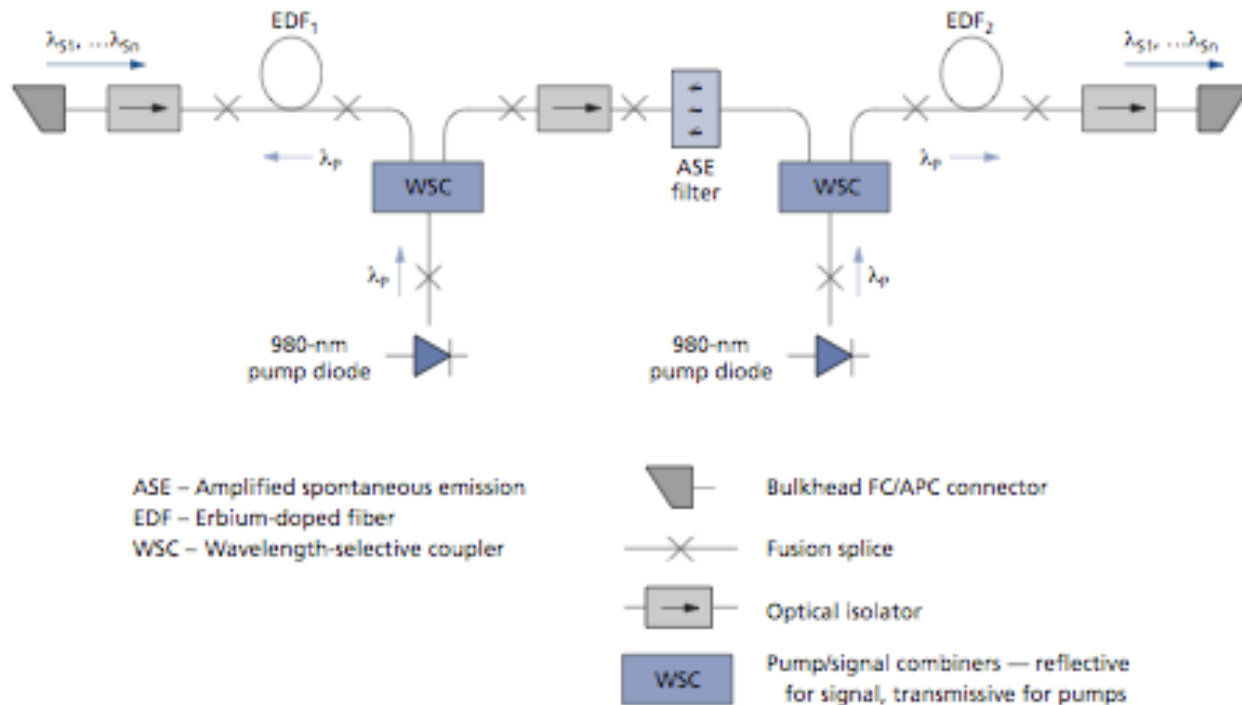 EDF₁
EDF₂
λS1, ...λSn
λS1, ...λSn
λP
WSC
ASE
filter
WSC
λP
λP
λP
980-nm
pump diode
980-nm
pump diode
ASE – Amplified spontaneous emission
EDF – Erbium-doped fiber
WSC – Wavelength-selective coupler
Bulkhead FC/APC connector
Fusion splice
Optical isolator
WSC
Pump/signal combiners — reflective
for signal, transmissive for pumps